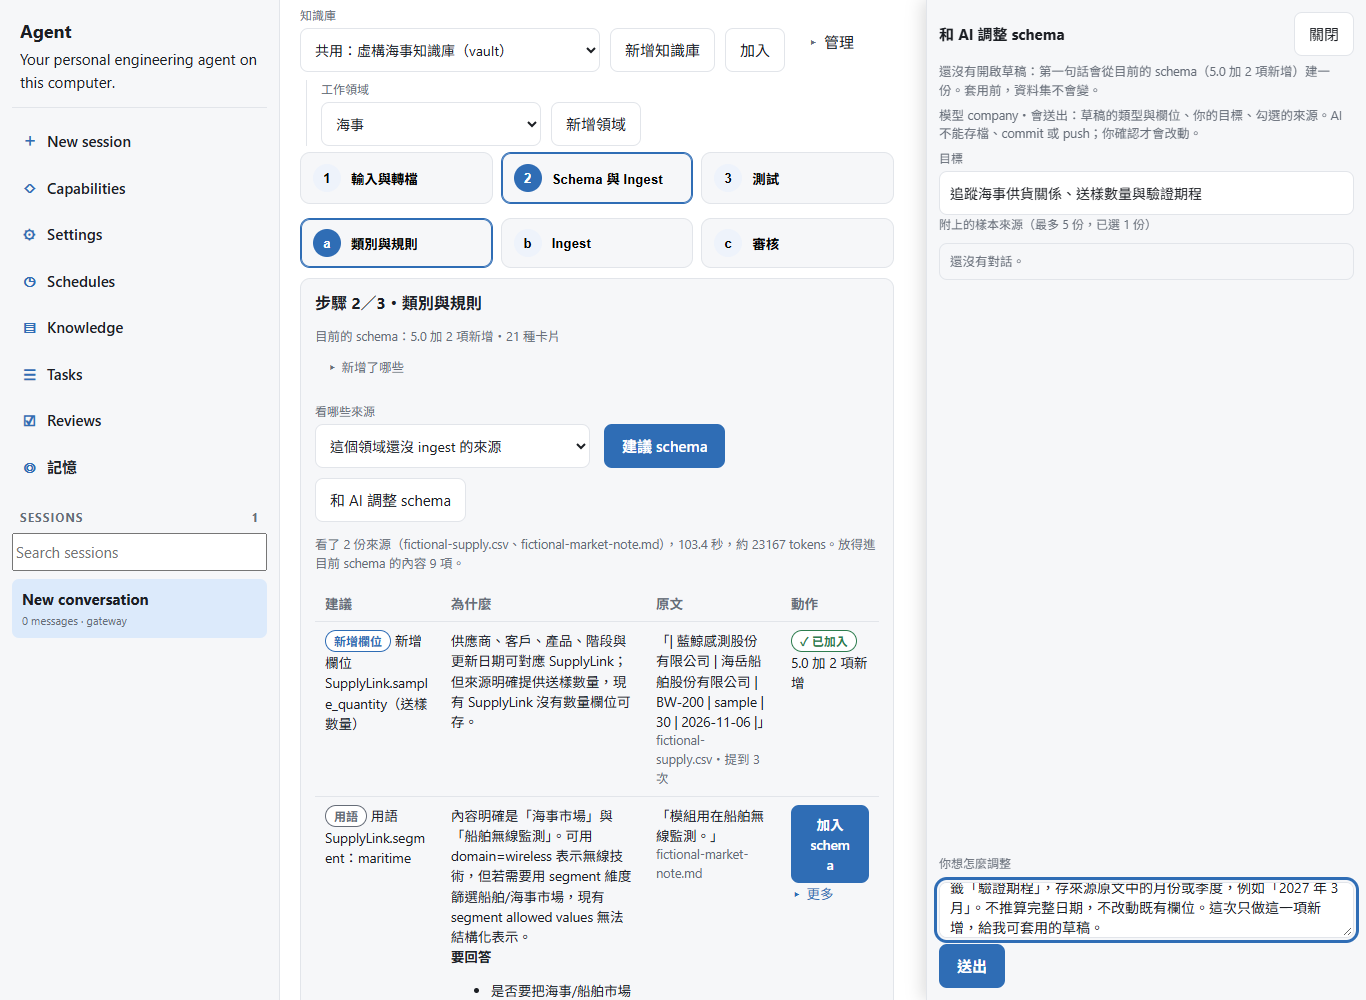 Agent
Your personal engineering agent on
this computer.
New session
Capabilities
Settings
Schedules
Knowledge
Tasks
Reviews
記憶
SESSIONS 1
Search sessions
New conversation
0 messages · gateway
知識庫
共用：虛構海事知識庫（vault）
新增知識庫
加入
管理
工作領域
海事
新增領域
1 輸入與轉檔
2 Schema 與 Ingest
3 測試
a 類別與規則
b Ingest
c 審核
步驟 2／3・類別與規則
目前的 schema：5.0 加 2 項新增・21 種卡片
新增了哪些
看哪些來源
這個領域還沒 ingest 的來源
建議 schema
和 AI 調整 schema
看了 2 份來源（fictional-supply.csv、fictional-market-note.md），103.4 秒，約 23167 tokens。放得進
目前 schema 的內容 9 項。
建議 為什麼 原文 動作
新增欄位 新增
欄位
SupplyLink.sampl
e_quantity（送樣
數量）
供應商、客戶、產品、階段與
更新日期可對應 SupplyLink；
但來源明確提供送樣數量，現
有 SupplyLink 沒有數量欄位可
存。
「| 藍鯨感測股份
有限公司 | 海岳船
舶股份有限公司 |
BW-200 | sample |
30 | 2026-11-06 |」
fictional-
supply.csv・提到 3
次
✓ 已加入
5.0 加 2 項新
增
用語 用語
SupplyLink.segm
ent：maritime
內容明確是「海事市場」與
「船舶無線監測」。可用
domain=wireless 表示無線技
術，但若需要用 segment 維度
篩選船舶/海事市場，現有
segment allowed values 無法
結構化表示。
要回答
• 是否要把海事/船舶市場
「模組用在船舶無
線監測。」
fictional-market-
note.md
加入
schem
a
更多
和 AI 調整 schema
關閉
還沒有開啟草稿：第一句話會從目前的 schema（5.0 加 2 項新增）建一
份。套用前，資料集不會變。
模型 company・會送出：草稿的類型與欄位、你的目標、勾選的來源。AI
不能存檔、commit 或 push；你確認才會改動。
目標
追蹤海事供貨關係、送樣數量與驗證期程
附上的樣本來源（最多 5 份，已選 1 份）
還沒有對話。
你想怎麼調整
籤「驗證期程」，存來源原文中的月份或季度，例如「2027 年 3
月」。不推算完整日期，不改動既有欄位。這次只做這一項新
增，給我可套用的草稿。
送出